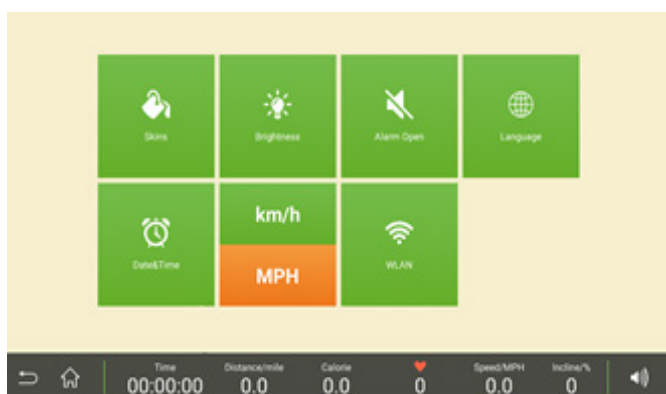 Skins
Brightness
Alarm Open
Language
Date&Time
km/h
MPH
WLAN
Time
00:00:00
Distance/mile
0.0
Calorie
0.0
0
Speed/MPH
0.0
Incline/%
0